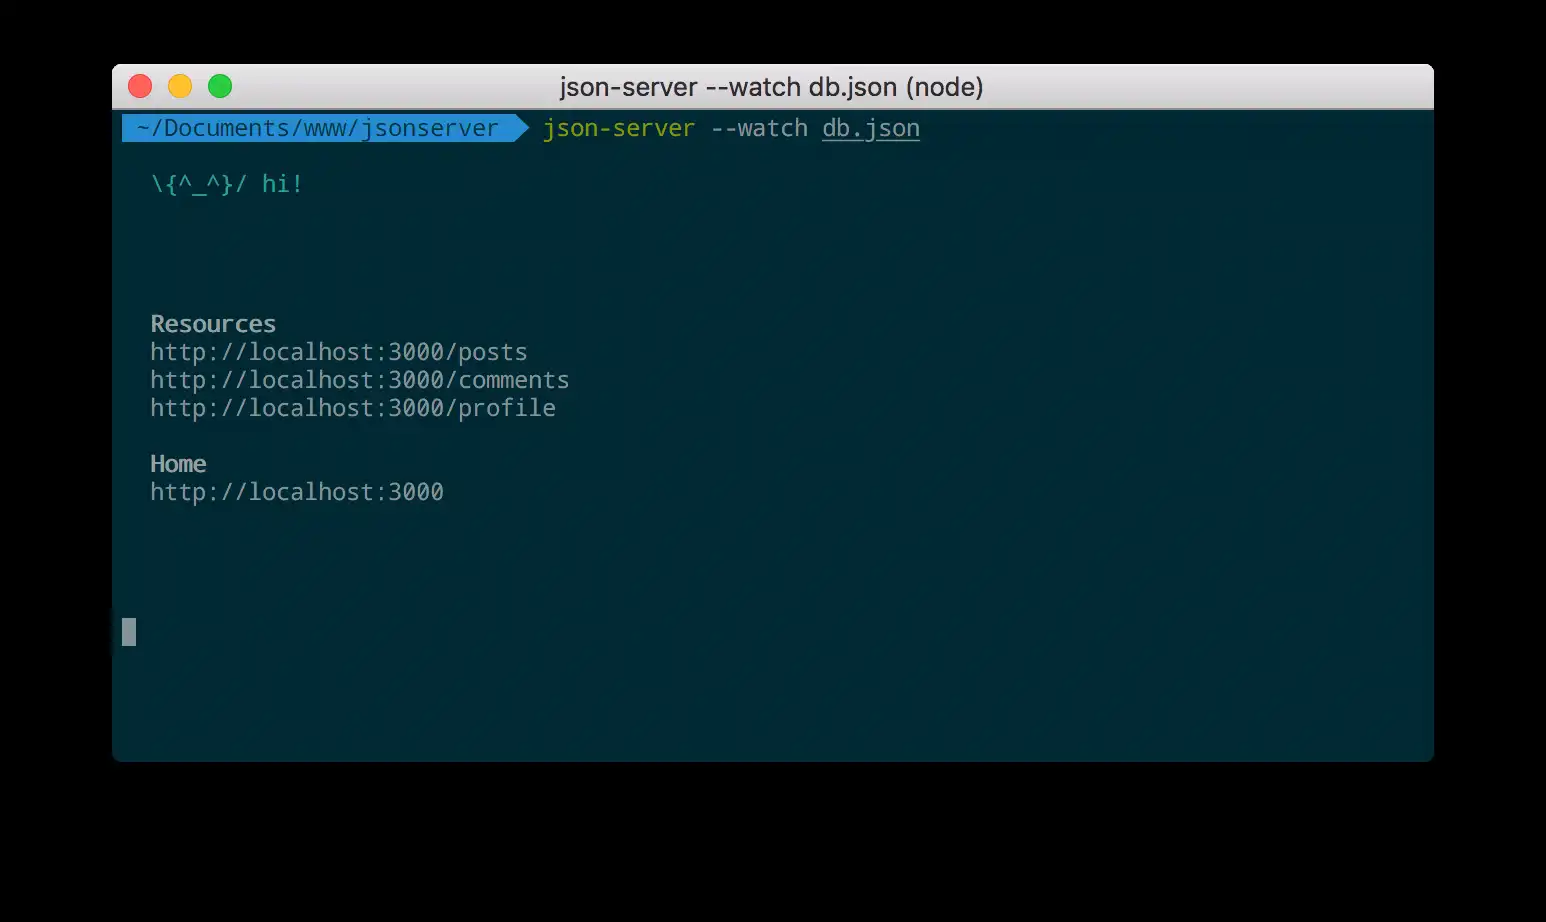 json-server --watch db.json (node)
~/Documents/www/jsonserver json-server --watch db.json
\{^_^}/ hi!
Resources
http://localhost:3000/posts
http://localhost:3000/comments
http://localhost:3000/profile
Home
http://localhost:3000